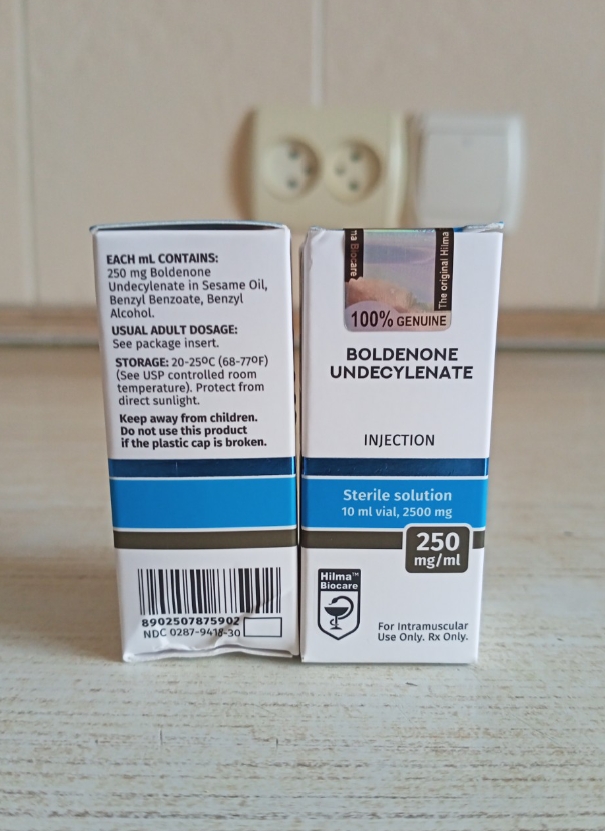 EACH mL CONTAINS:
250 mg Boldenone
Undecylenate in Sesame Oil,
Benzyl Benzoate, Benzyl
Alcohol.
USUAL ADULT DOSAGE:
See package insert.
STORAGE: 20-25ºC (68-77ºF)
(See USP controlled room
temperature). Protect from
direct sunlight.
Keep away from children.
Do not use this product
if the plastic cap is broken.
8902507875902
NDC 0287-9418-30
na Biocare
The original Hilma
100% GENUINE
BOLDENONE
UNDECYLENATE
INJECTION
Sterile solution
10 ml vial, 2500 mg
250
mg/ml
Hilma™
Biocare
For Intramuscular
Use Only. Rx Only.